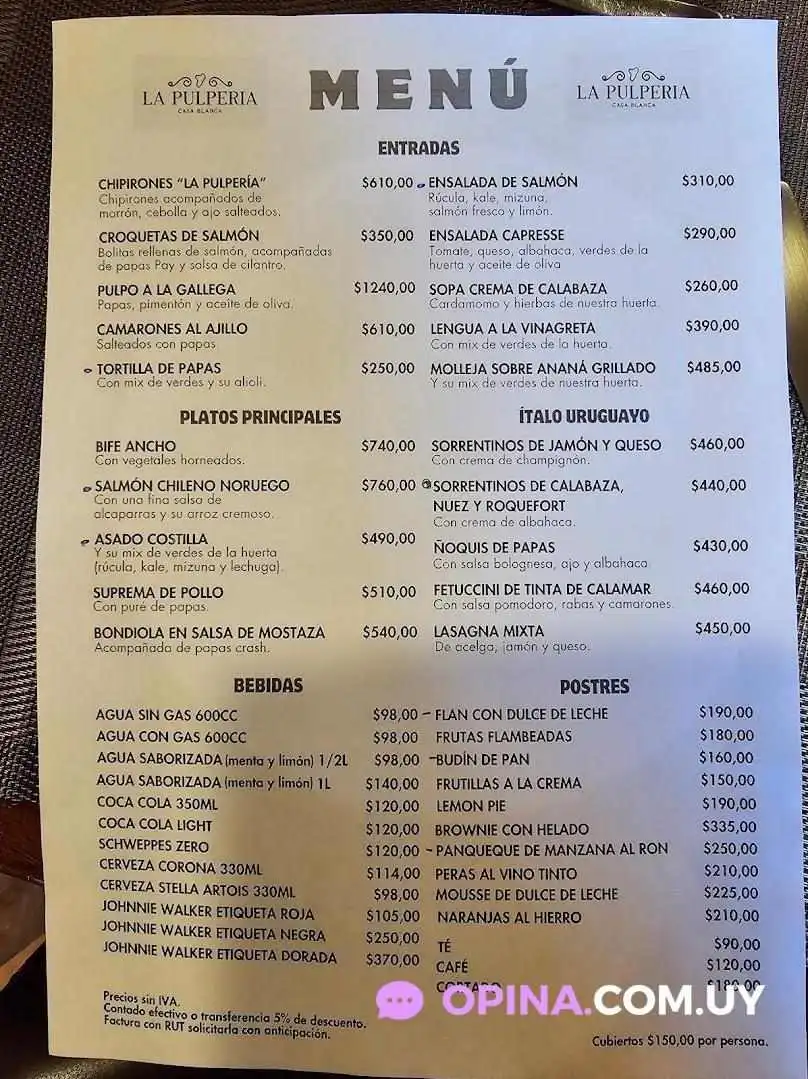 LA PULPERIA
CASA BLANCA
MENÚ
LA PULPERIA
CASA BLANCA
ENTRADAS
CHIPIRONES “LA PULPERÍA” $610,00
Chipirones acompañados de
morrón, cebolla y ajo salteados.
CROQUETAS DE SALMÓN $350,00
Bolitas rellenas de salmón, acompañadas
de papas Pay y salsa de cilantro.
PULPO A LA GALLEGA $1240,00
Papas, pimentón y aceite de oliva.
CAMARONES AL AJILLO $610,00
Salteados con papas
TORTILLA DE PAPAS $250,00
Con mix de verdes y su alioli.
ENSALADA DE SALMÓN $310,00
Rúcula, kale, mizuna,
salmón fresco y limón.
ENSALADA CAPRESSE $290,00
Tomate, queso, albahaca, verdes de la
huerta y aceite de oliva
SOPA CREMA DE CALABAZA $260,00
Cardamomo y hierbas de nuestra huerta.
LENGUA A LA VINAGRETA $390,00
Con mix de verdes de la huerta.
MOLLEJA SOBRE ANANÁ GRILLADO $485,00
Y su mix de verdes de nuestra huerta.
PLATOS PRINCIPALES
BIFE ANCHO $740,00
Con vegetales horneados.
SALMÓN CHILENO NORUEGO $760,00
Con una fina salsa de
alcaparras y su arroz cremoso.
ASADO COSTILLA $490,00
Y su mix de verdes de la huerta
(rúcula, kale, mizuna y lechuga).
SUPREMA DE POLLO $510,00
Con puré de papas.
BONDIOLA EN SALSA DE MOSTAZA $540,00
Acompañada de papas crash.
ÍTALO URUGUAYO
SORRENTINOS DE JAMÓN Y QUESO $460,00
Con crema de champignón.
SORRENTINOS DE CALABAZA, $440,00
NUEZ Y ROQUEFORT
Con crema de albahaca.
ÑOQUIS DE PAPAS $430,00
Con salsa bolognesa, ajo y albahaca
FETUCCINI DE TINTA DE CALAMAR $460,00
Con salsa pomodoro, rabas y camarones.
LASAGNA MIXTA $450,00
De acelga, jamón y queso.
BEBIDAS
AGUA SIN GAS 600CC $98,00
AGUA CON GAS 600CC $98,00
AGUA SABORIZADA (menta y limón) 1/2L $98,00
AGUA SABORIZADA (menta y limón) 1L $140,00
COCA COLA 350ML $120,00
COCA COLA LIGHT $120,00
SCHWEPPES ZERO $120,00
CERVEZA CORONA 330ML $114,00
CERVEZA STELLA ARTOIS 330ML $98,00
JOHNNIE WALKER ETIQUETA ROJA $105,00
JOHNNIE WALKER ETIQUETA NEGRA $250,00
JOHNNIE WALKER ETIQUETA DORADA $370,00
POSTRES
FLAN CON DULCE DE LECHE $190,00
FRUTAS FLAMBEADAS $180,00
BUDÍN DE PAN $160,00
FRUTILLAS A LA CREMA $150,00
LEMON PIE $190,00
BROWNIE CON HELADO $335,00
PANQUEQUE DE MANZANA AL RON $250,00
PERAS AL VINO TINTO $210,00
MOUSSE DE DULCE DE LECHE $225,00
NARANJAS AL HIERRO $210,00
TÉ $90,00
CAFÉ $120,00
CORTADO $180,00
Precios sin IVA.
Contado efectivo o transferencia 5% de descuento.
Factura con RUT solicitarla con anticipación.
OPINA.COM.UY
Cubiertos $150,00 por persona.